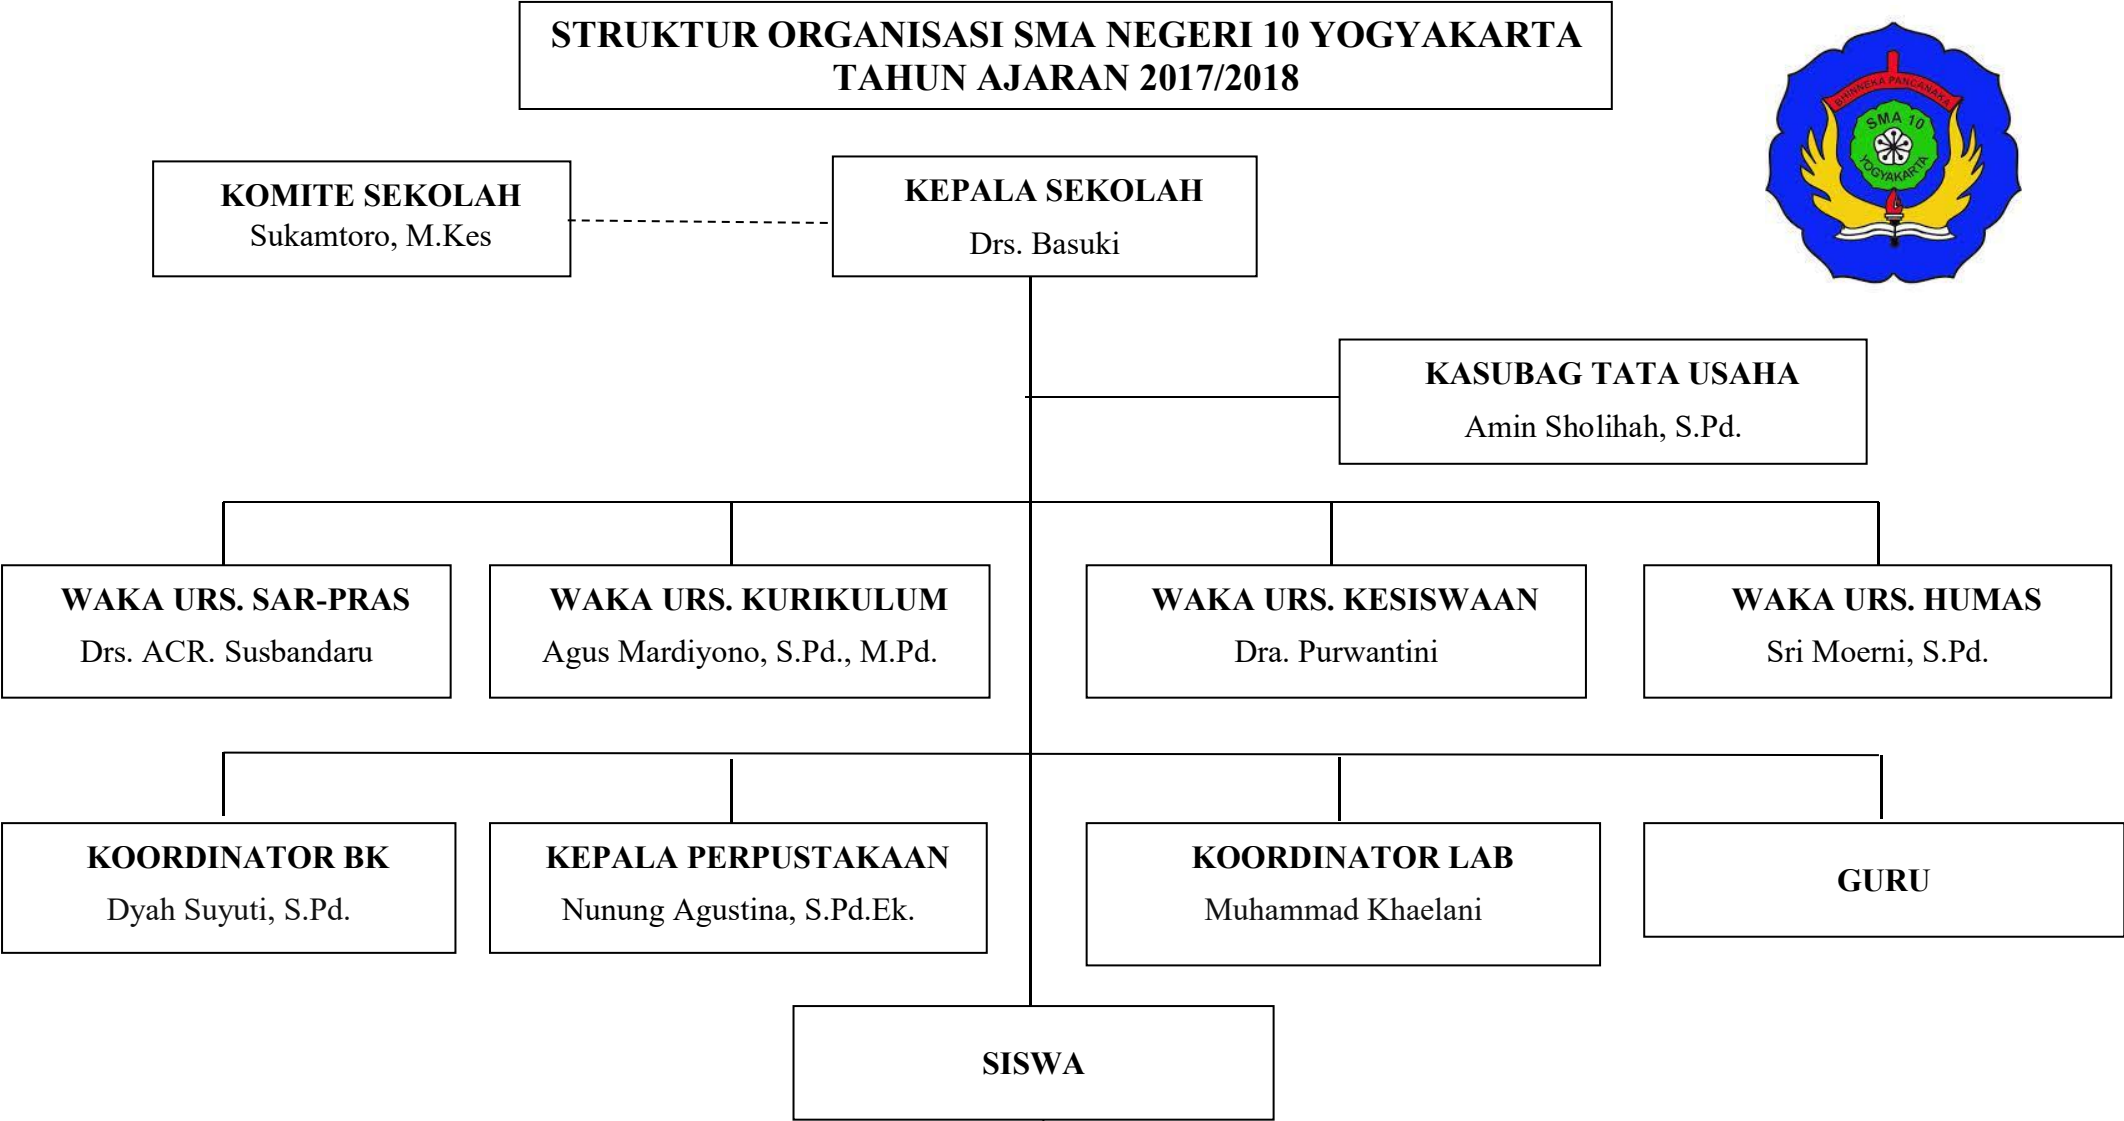 STRUKTUR ORGANISASI SMA NEGERI 10 YOGYAKARTA
TAHUN AJARAN 2017/2018
BHINNEKA PANCANAKA
SMA 10
YOGYAKARTA
KOMITE SEKOLAH
Sukamtoro, M.Kes
KEPALA SEKOLAH
Drs. Basuki
KASUBAG TATA USAHA
Amin Sholihah, S.Pd.
WAKA URS. SAR-PRAS
Drs. ACR. Susbandaru
WAKA URS. KURIKULUM
Agus Mardiyono, S.Pd., M.Pd.
WAKA URS. KESISWAAN
Dra. Purwantini
WAKA URS. HUMAS
Sri Moerni, S.Pd.
KOORDINATOR BK
Dyah Suyuti, S.Pd.
KEPALA PERPUSTAKAAN
Nunung Agustina, S.Pd.Ek.
KOORDINATOR LAB
Muhammad Khaelani
GURU
SISWA